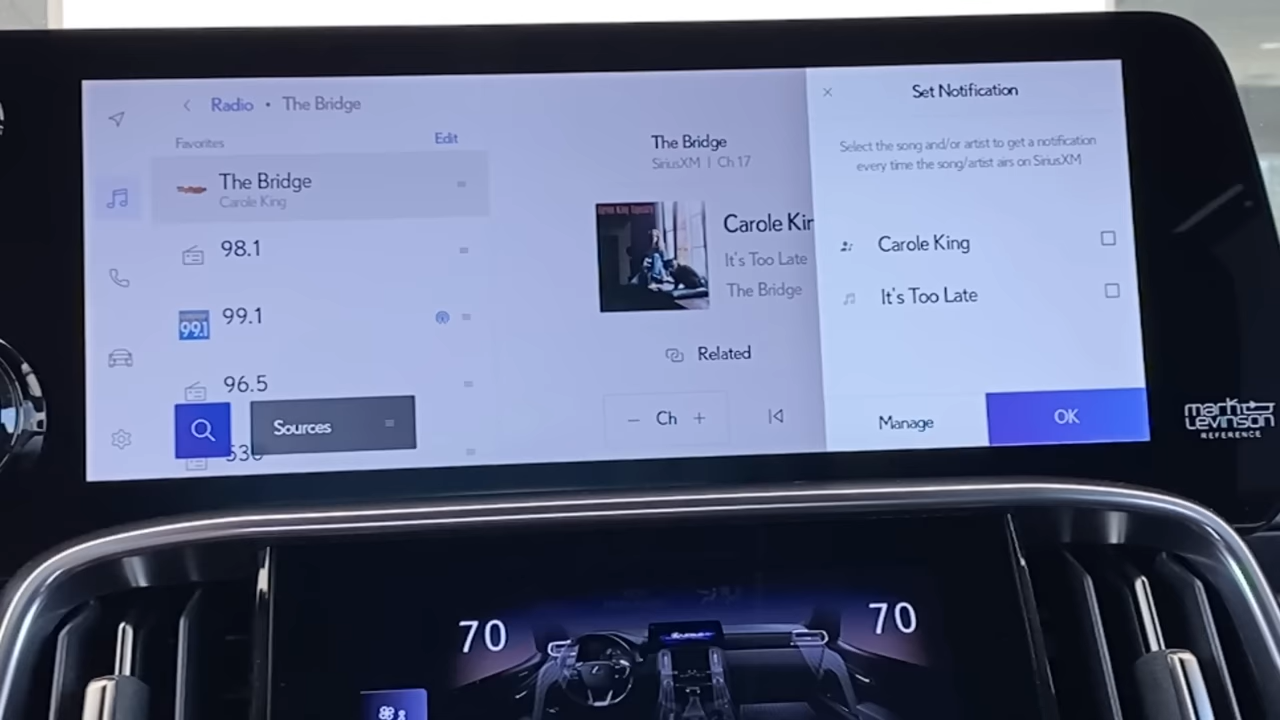 Radio • The Bridge
Favorites
Edit
The Bridge
Carole King
98.1
99.1
99.1
96.5
530
Sources
The Bridge
SiriusXM | Ch 17
Carole Kin
It's Too Late
The Bridge
Related
— Ch +
Set Notification
Select the song and/or artist to get a notification
every time the song/artist airs on SiriusXM
Carole King
It's Too Late
Manage
OK
mark
Levinson
REFERENCE
70
70